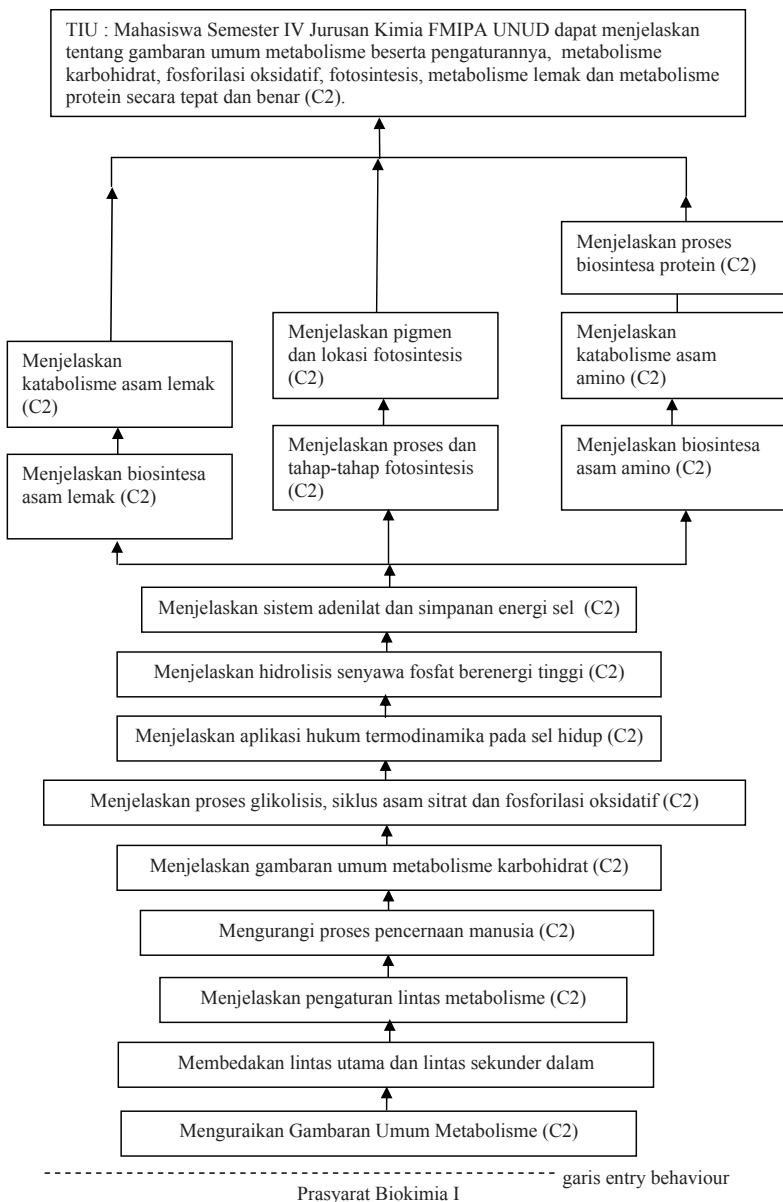 TIU : Mahasiswa Semester IV Jurusan Kimia FMIPA UNUD dapat menjelaskan
tentang gambaran umum metabolisme beserta pengaturannya, metabolisme
karbohidrat, fosforilasi oksidatif, fotosintesis, metabolisme lemak dan metabolisme
protein secara tepat dan benar (C2).
Menjelaskan proses
biosintesa protein (C2)
Menjelaskan
katabolisme asam lemak
(C2)
Menjelaskan pigmen
dan lokasi fotosintesis
(C2)
Menjelaskan
katabolisme asam
amino (C2)
Menjelaskan biosintesa
asam lemak (C2)
Menjelaskan proses dan
tahap-tahap fotosintesis
(C2)
Menjelaskan biosintesa
asam amino (C2)
Menjelaskan sistem adenilat dan simpanan energi sel (C2)
Menjelaskan hidrolisis senyawa fosfat berenergi tinggi (C2)
Menjelaskan aplikasi hukum termodinamika pada sel hidup (C2)
Menjelaskan proses glikolisis, siklus asam sitrat dan fosforilasi oksidatif (C2)
Menjelaskan gambaran umum metabolisme karbohidrat (C2)
Mengurangi proses pencernaan manusia (C2)
Menjelaskan pengaturan lintas metabolisme (C2)
Membedakan lintas utama dan lintas sekunder dalam
Menguraikan Gambaran Umum Metabolisme (C2)
garis entry behaviour
Prasyarat Biokimia I